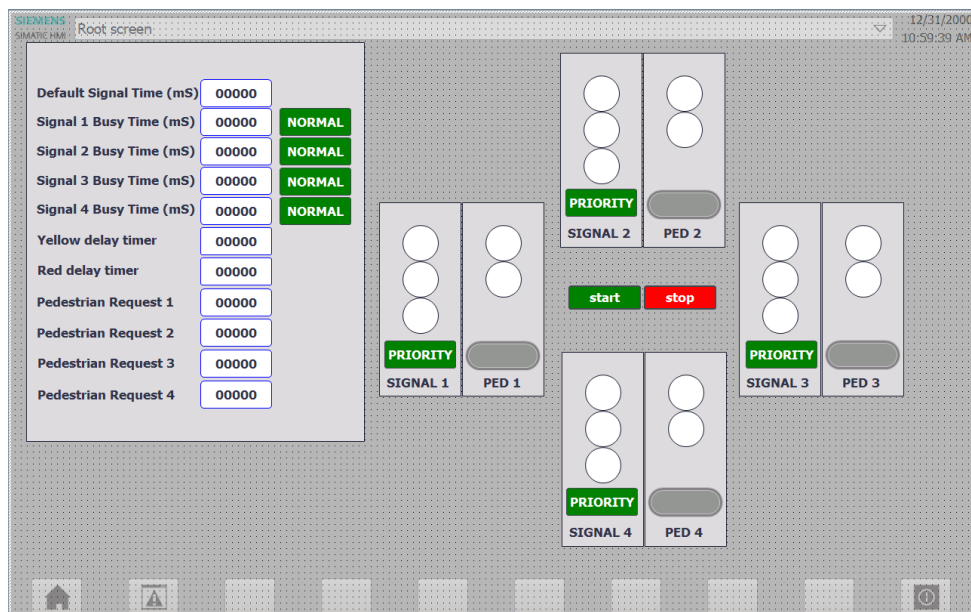 SIEMENS
SIMATIC HMI
Root screen
12/31/2000
10:59:39 AM
Default Signal Time (mS) 00000
Signal 1 Busy Time (mS) 00000 NORMAL
Signal 2 Busy Time (mS) 00000 NORMAL
Signal 3 Busy Time (mS) 00000 NORMAL
Signal 4 Busy Time (mS) 00000 NORMAL
Yellow delay timer 00000
Red delay timer 00000
Pedestrian Request 1 00000
Pedestrian Request 2 00000
Pedestrian Request 3 00000
Pedestrian Request 4 00000
PRIORITY
SIGNAL 2 PED 2
start stop
PRIORITY
SIGNAL 1 PED 1
PRIORITY
SIGNAL 3 PED 3
PRIORITY
SIGNAL 4 PED 4